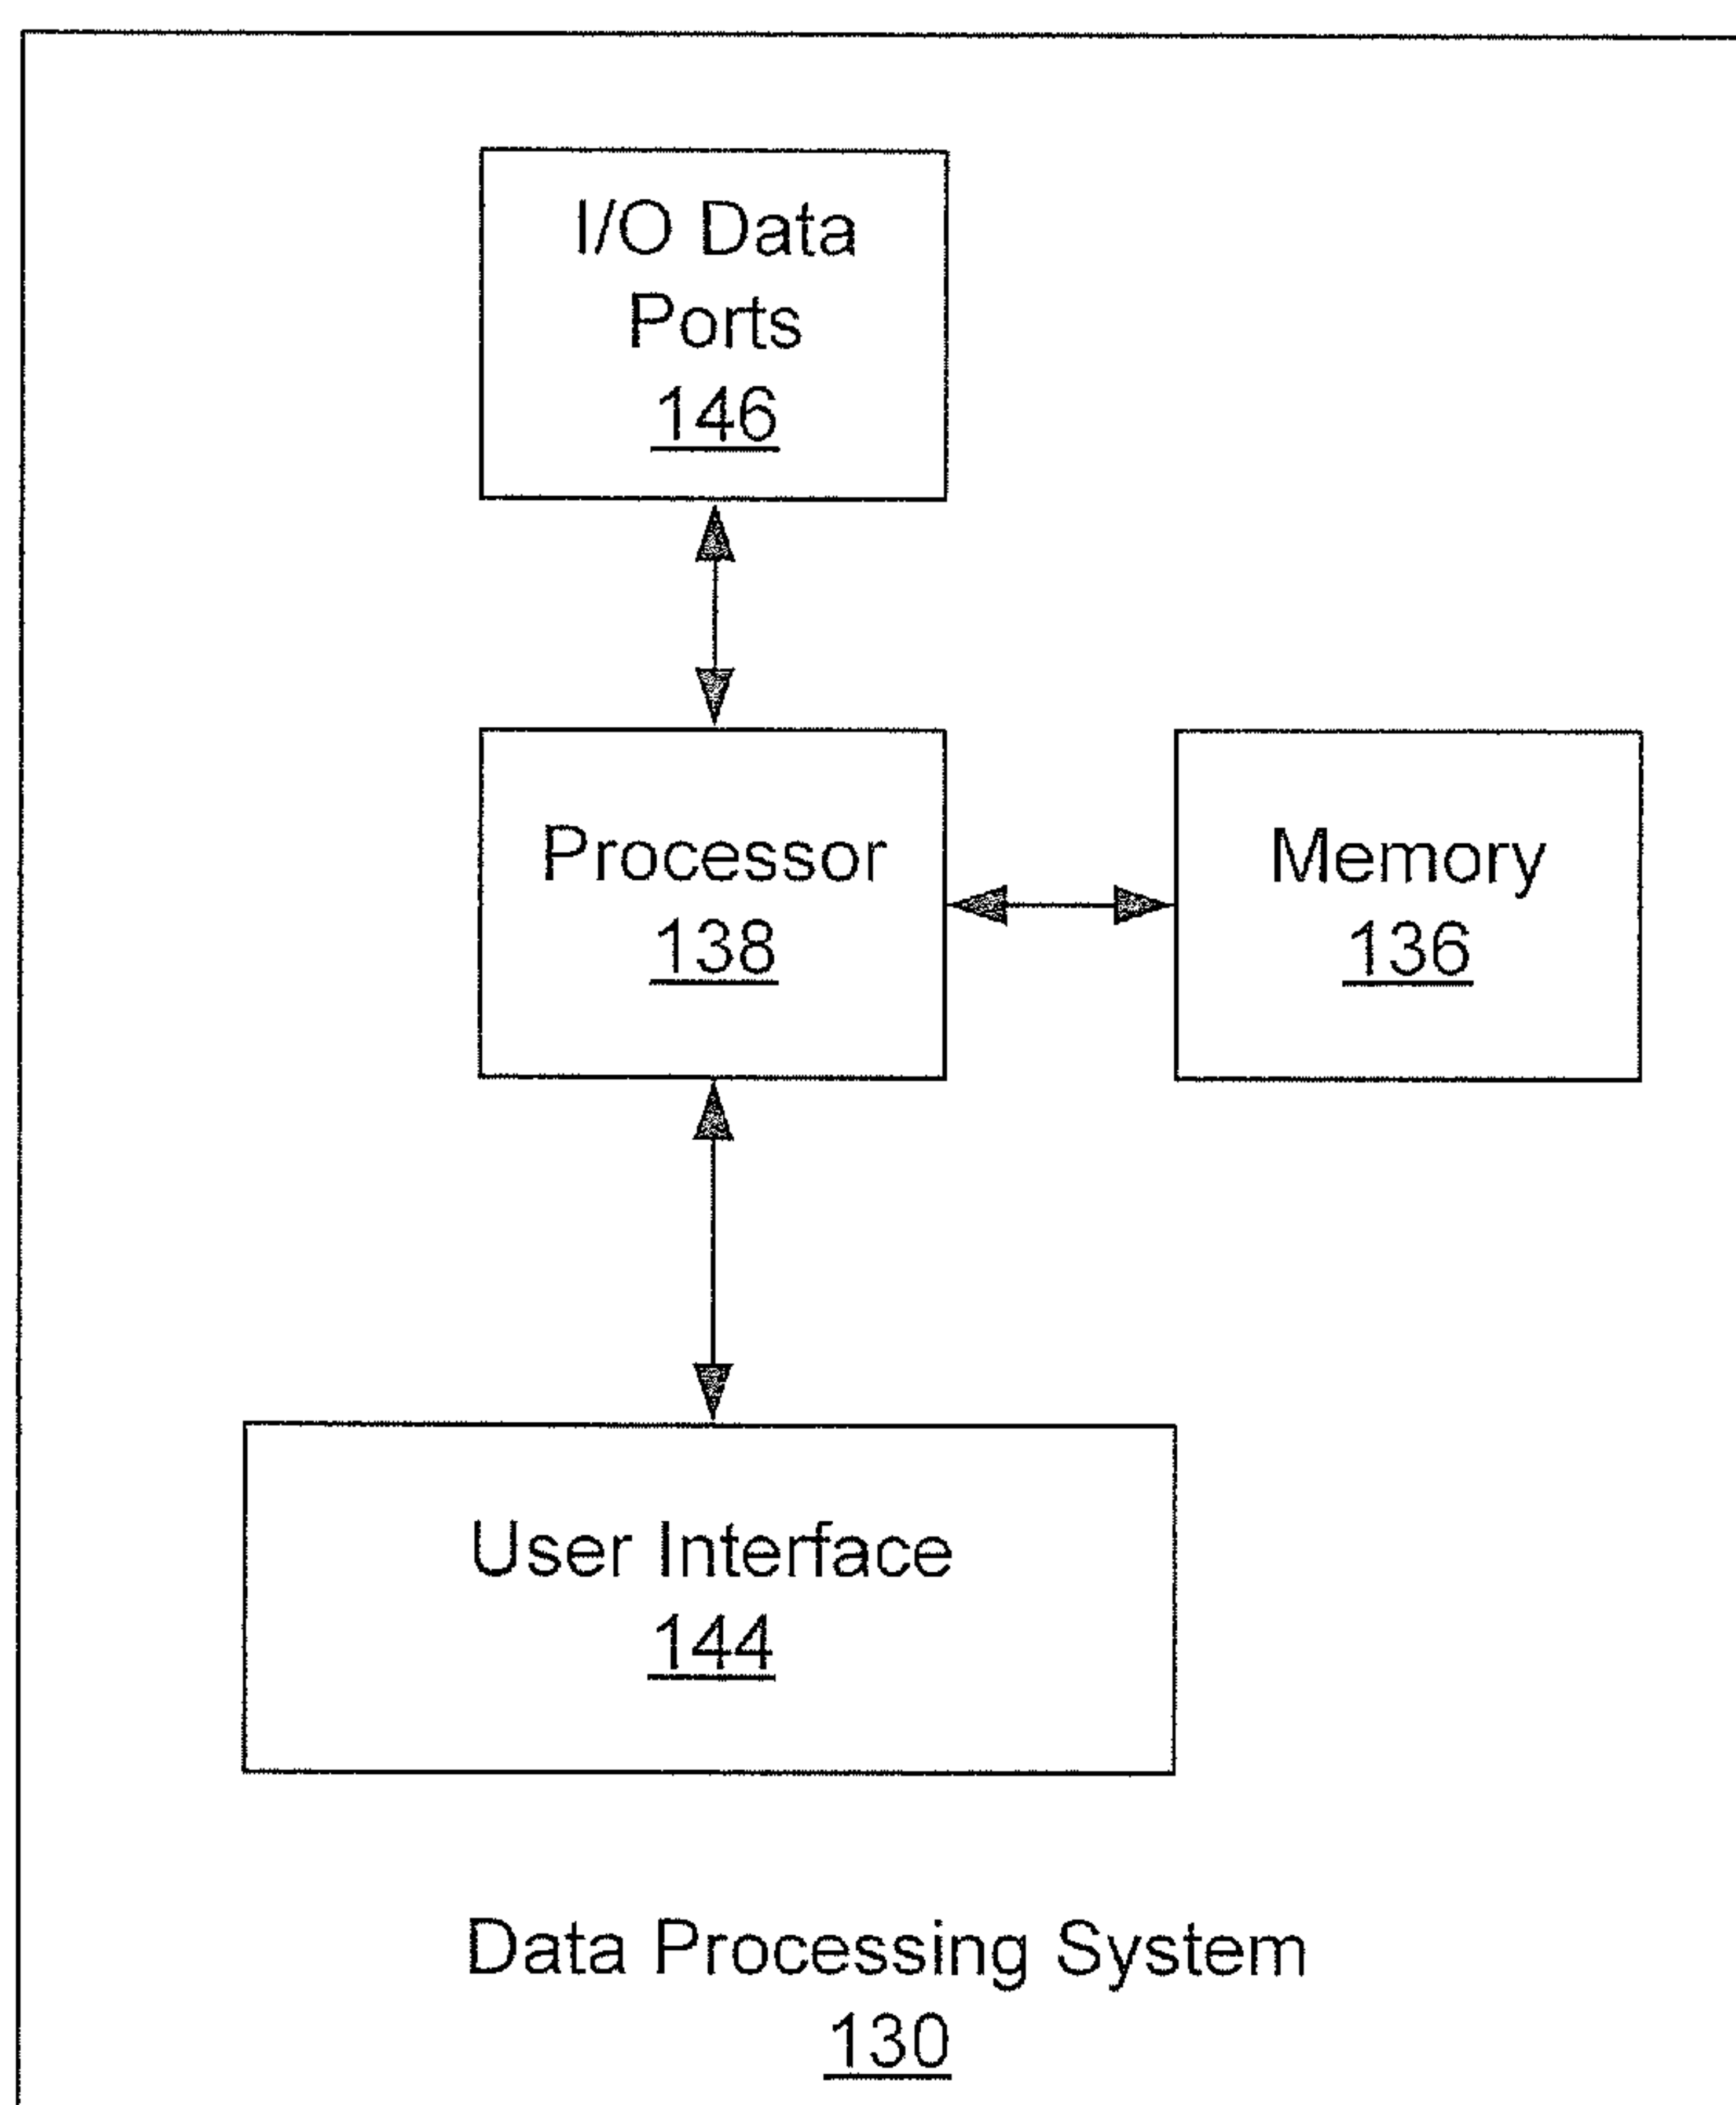 I/O Data
Ports
146
Processor
138
Memory
136
User Interface
144
Data Processing System
130